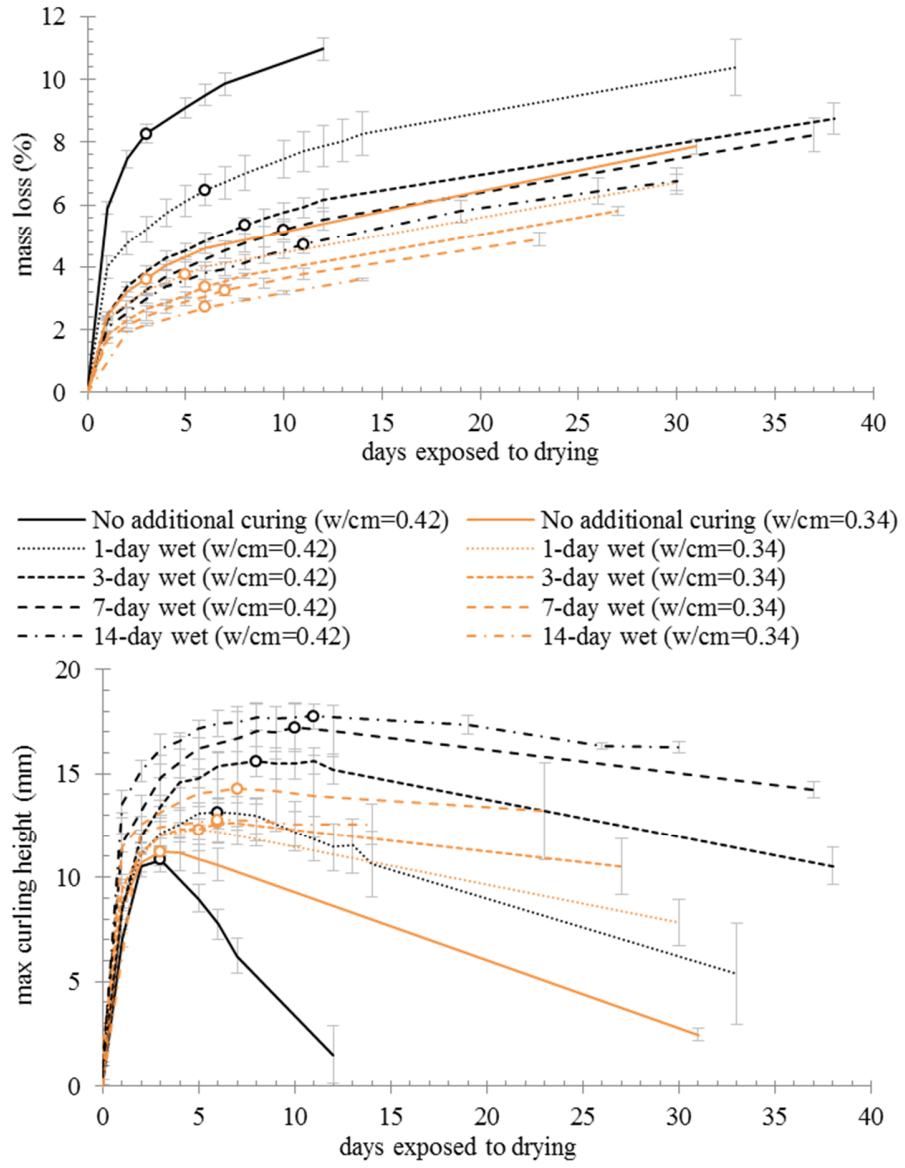 12
10
8
6
4
2
0
mass loss (%)
0 5 10 15 20 25 30 35 40
days exposed to drying
No additional curing (w/cm=0.42) No additional curing (w/cm=0.34)
1-day wet (w/cm=0.42) 1-day wet (w/cm=0.34)
3-day wet (w/cm=0.42) 3-day wet (w/cm=0.34)
7-day wet (w/cm=0.42) 7-day wet (w/cm=0.34)
14-day wet (w/cm=0.42) 14-day wet (w/cm=0.34)
20
15
10
5
0
max curling height (mm)
0 5 10 15 20 25 30 35 40
days exposed to drying